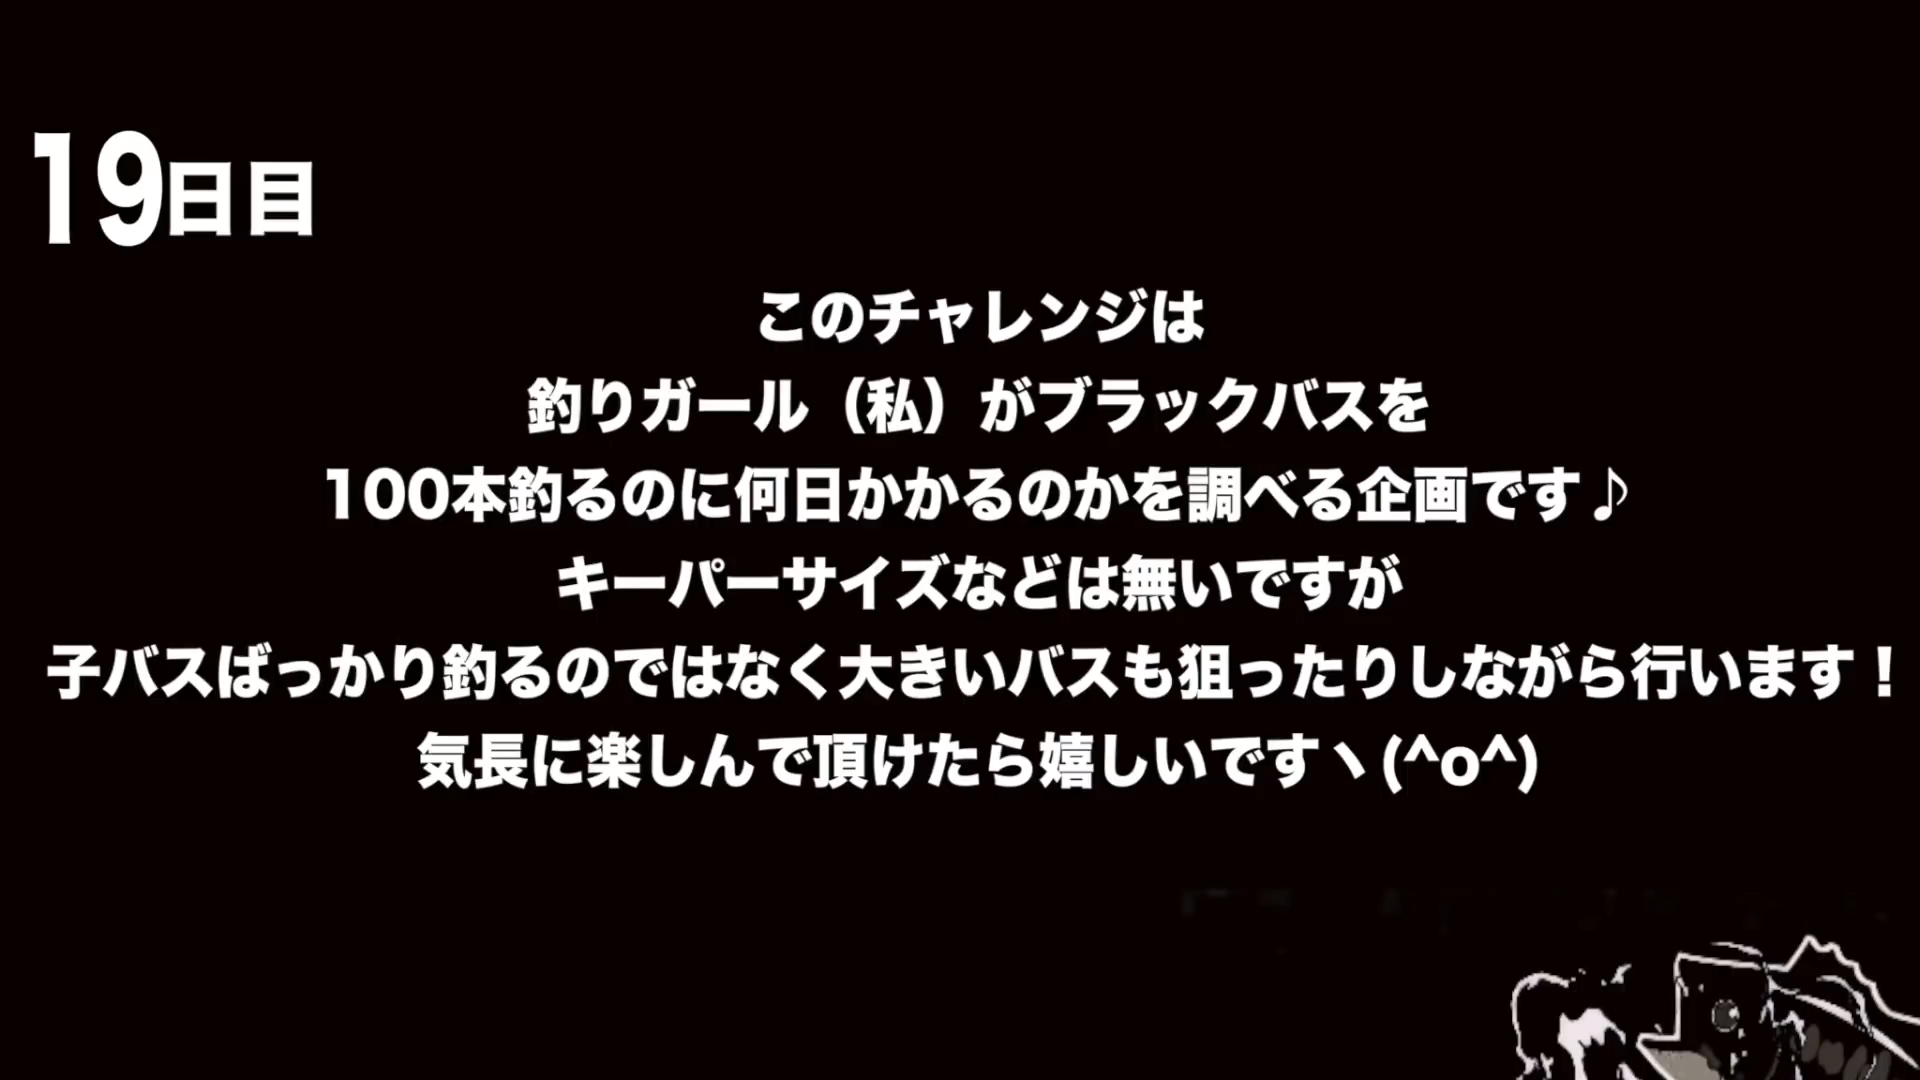 19日目
このチャレンジは
釣りガール（私）がブラックバスを
100本釣るのに何日かかるのかを調べる企画です♪
キーパーサイズなどは無いですが
子バスばっかり釣るのではなく大きいバスも狙ったりしながら行います！
気長に楽しんで頂けたら嬉しいですヽ(^o^)